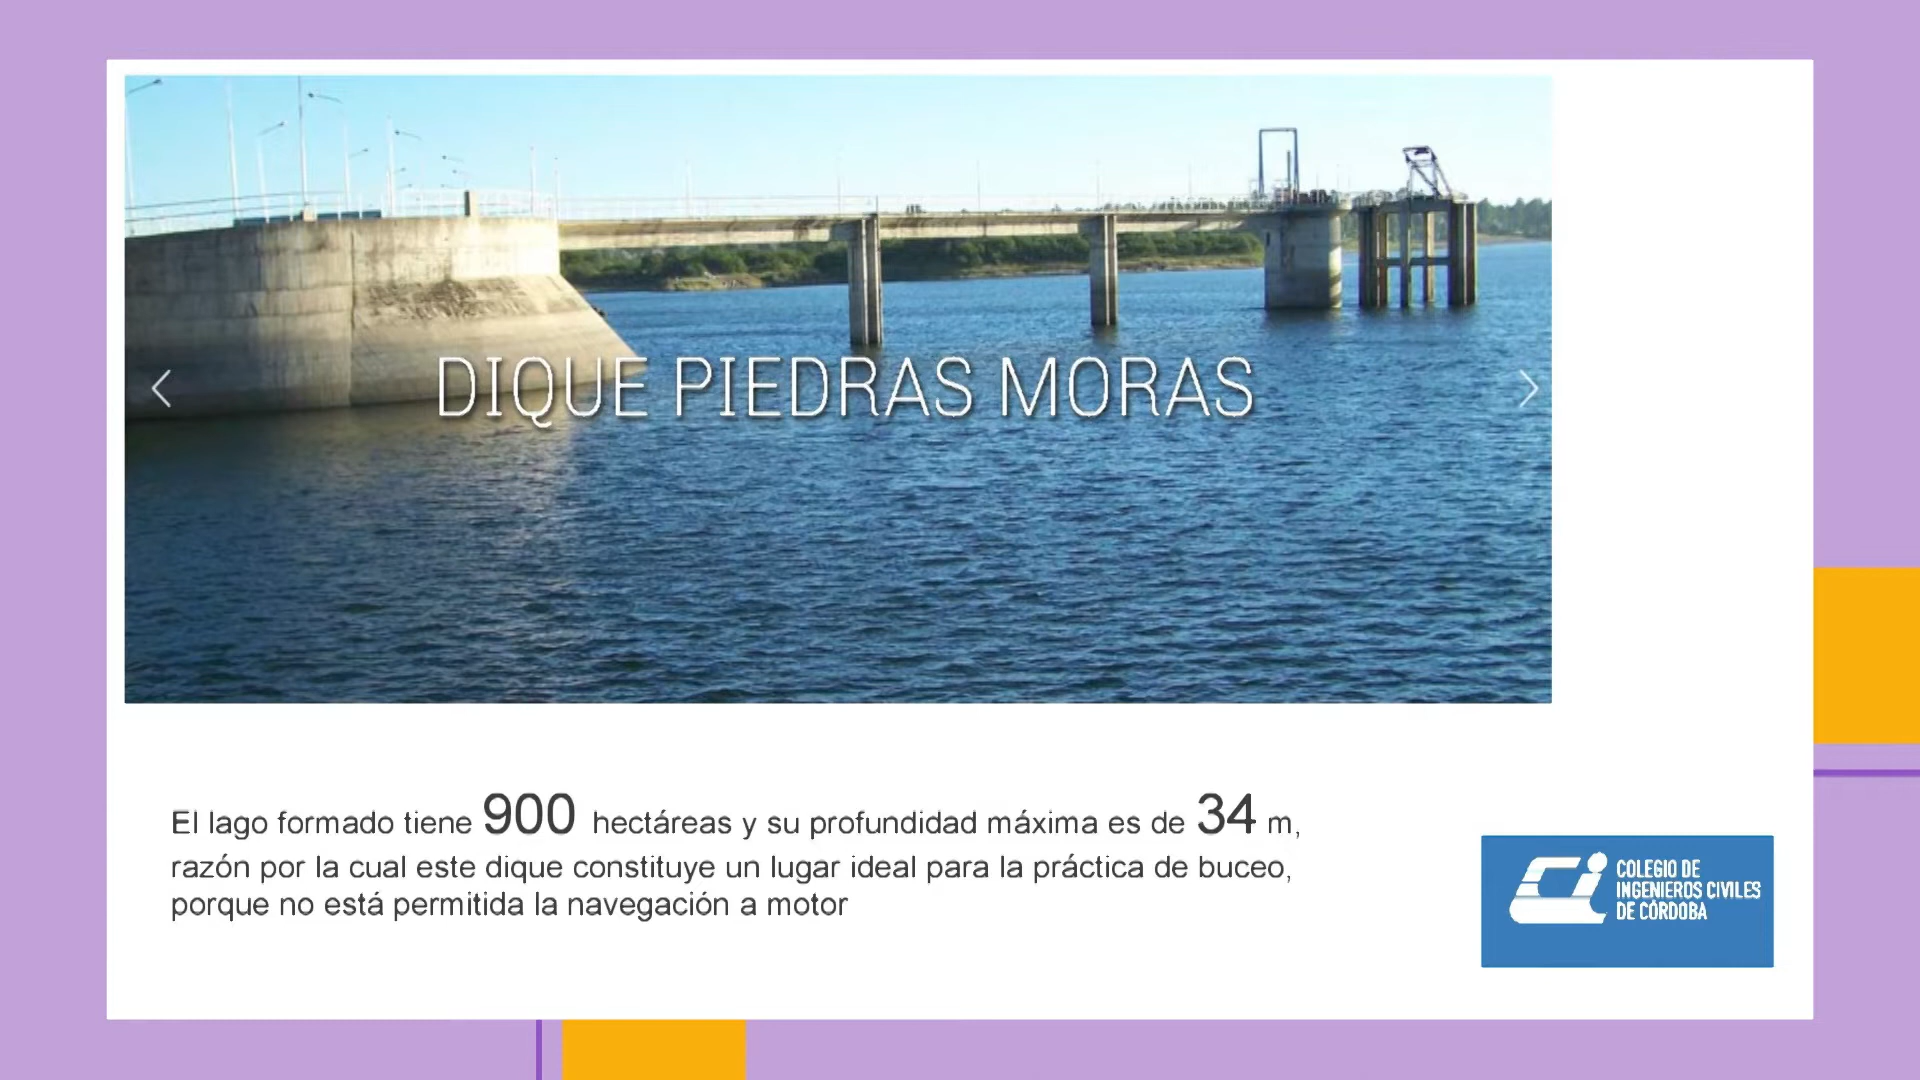 DIQUE PIEDRAS MORAS
El lago formado tiene 900 hectáreas y su profundidad máxima es de 34 m,
razón por la cual este dique constituye un lugar ideal para la práctica de buceo,
porque no está permitida la navegación a motor
COLEGIO DE
INGENIEROS CIVILES
DE CÓRDOBA